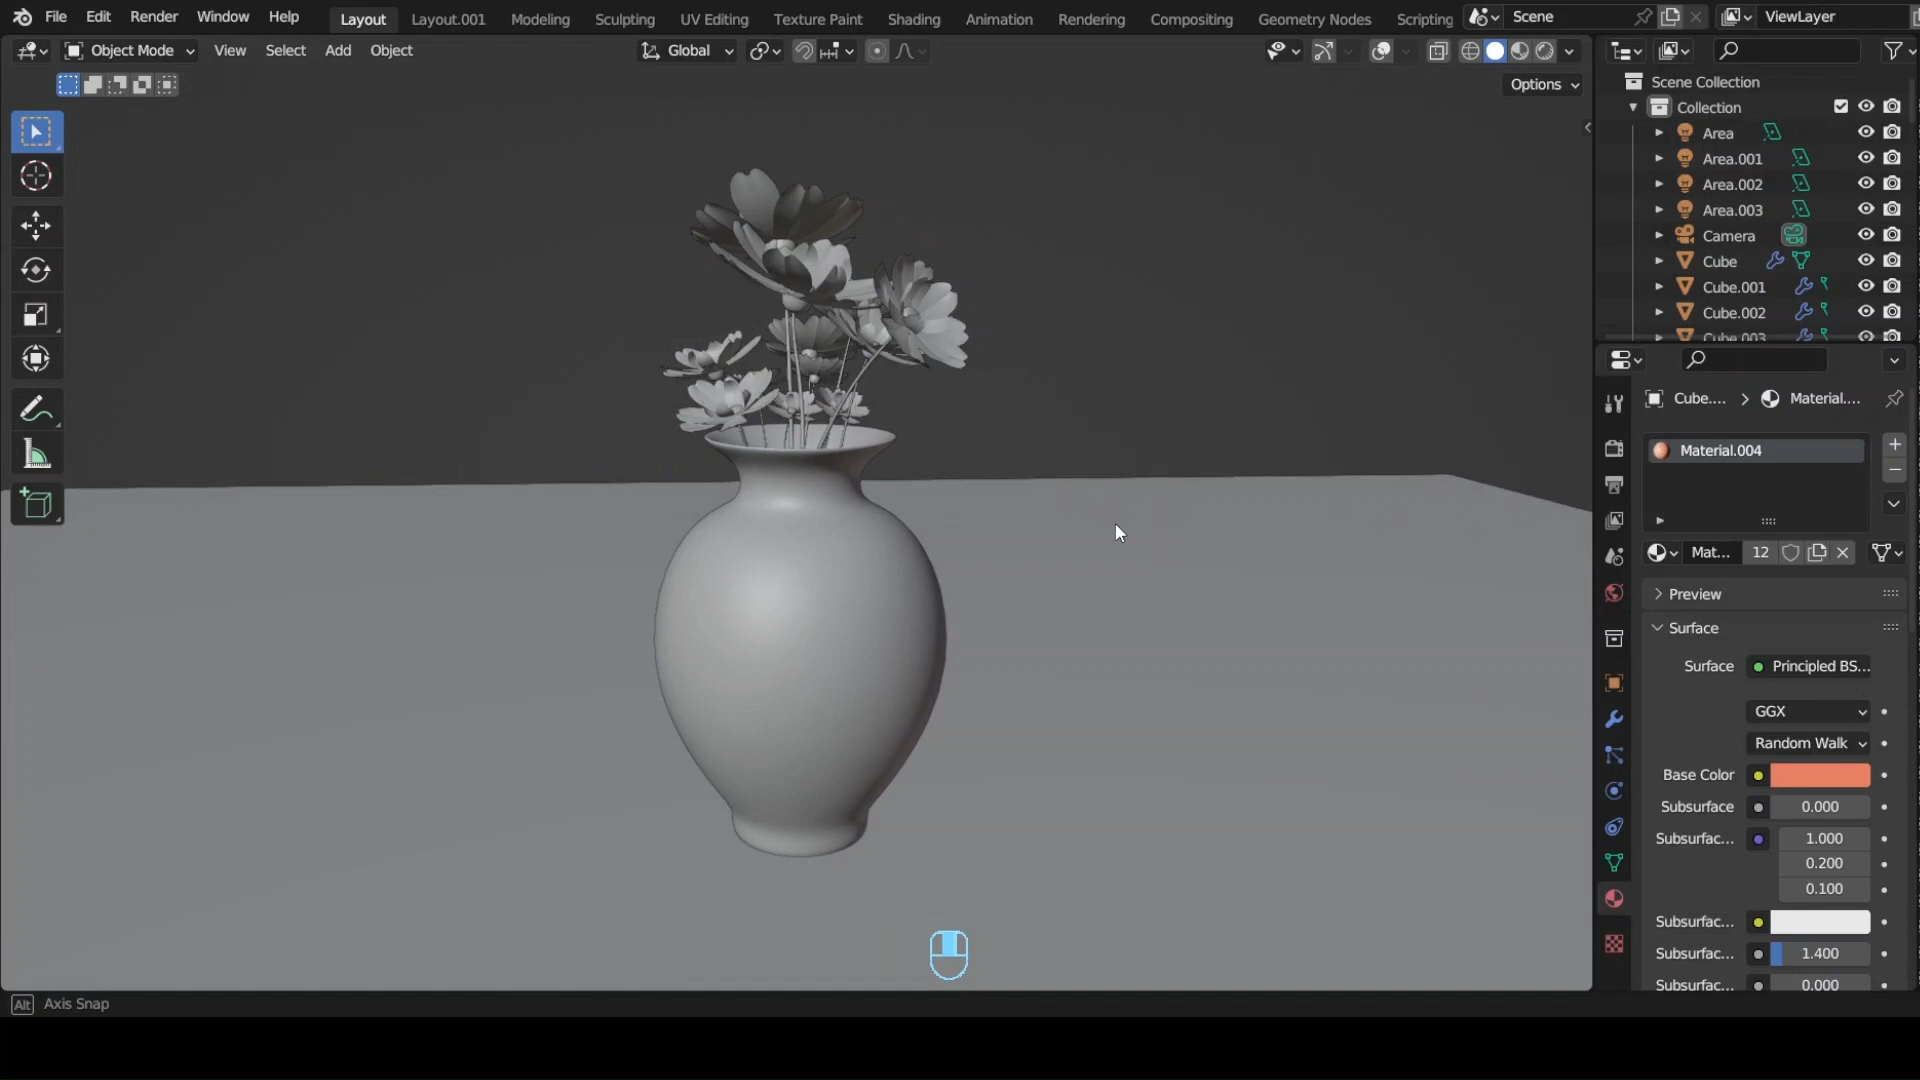 File Edit Render Window Help Layout Layout.001 Modeling Sculpting UV Editing Texture Paint Shading Animation Rendering Compositing Geometry Nodes Scripting Scene ViewLayer
Object Mode View Select Add Object Global
Options
Scene Collection
Collection
Area
Area.001
Area.002
Area.003
Camera
Cube
Cube.001
Cube.002
Cube.003
Cube.... > Material....
Material.004
Mat... 12
Preview
Surface
Surface Principled BS...
GGX
Random Walk
Base Color
Subsurface 0.000
Subsurfac... 1.000
0.200
0.100
Subsurfac...
Subsurfac... 1.400
Subsurfac... 0.000
Alt Axis Snap